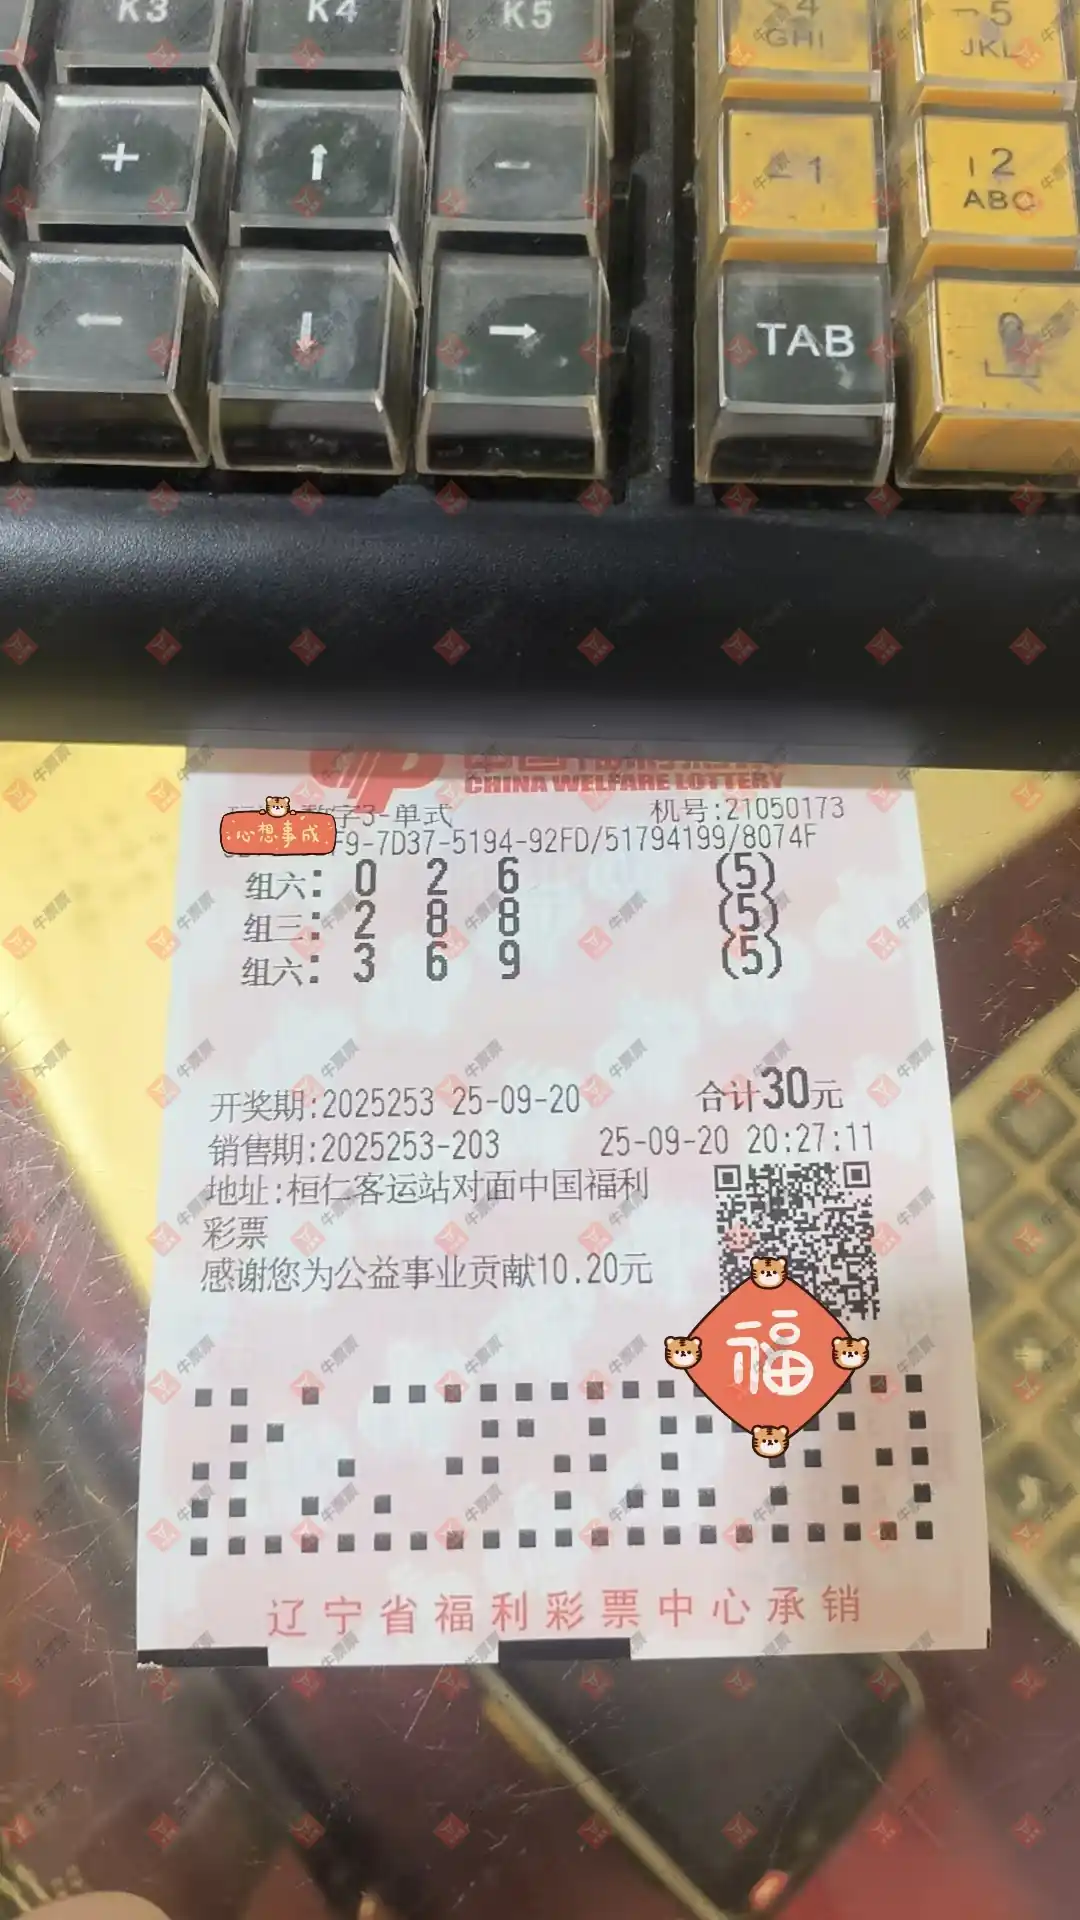 K3
K4
K5
4
GHI
5
JKL
+
↑
-
1
2
ABC
←
↓
→
TAB
CHINA WELFARE LOTTERY
数字3-单式
机号:21050173
心想事成
F9-7D37-5194-92FD/51794199/8074F
组六: 0 2 6 (5)
组三: 2 8 8 (5)
组六: 3 6 9 (5)
开奖期:2025253 25-09-20
合计30元
销售期:2025253-203
25-09-20 20:27:11
地址:桓仁客运站对面中国福利
彩票
感谢您为公益事业贡献10.20元
福
辽宁省福利彩票中心承销
牛票票